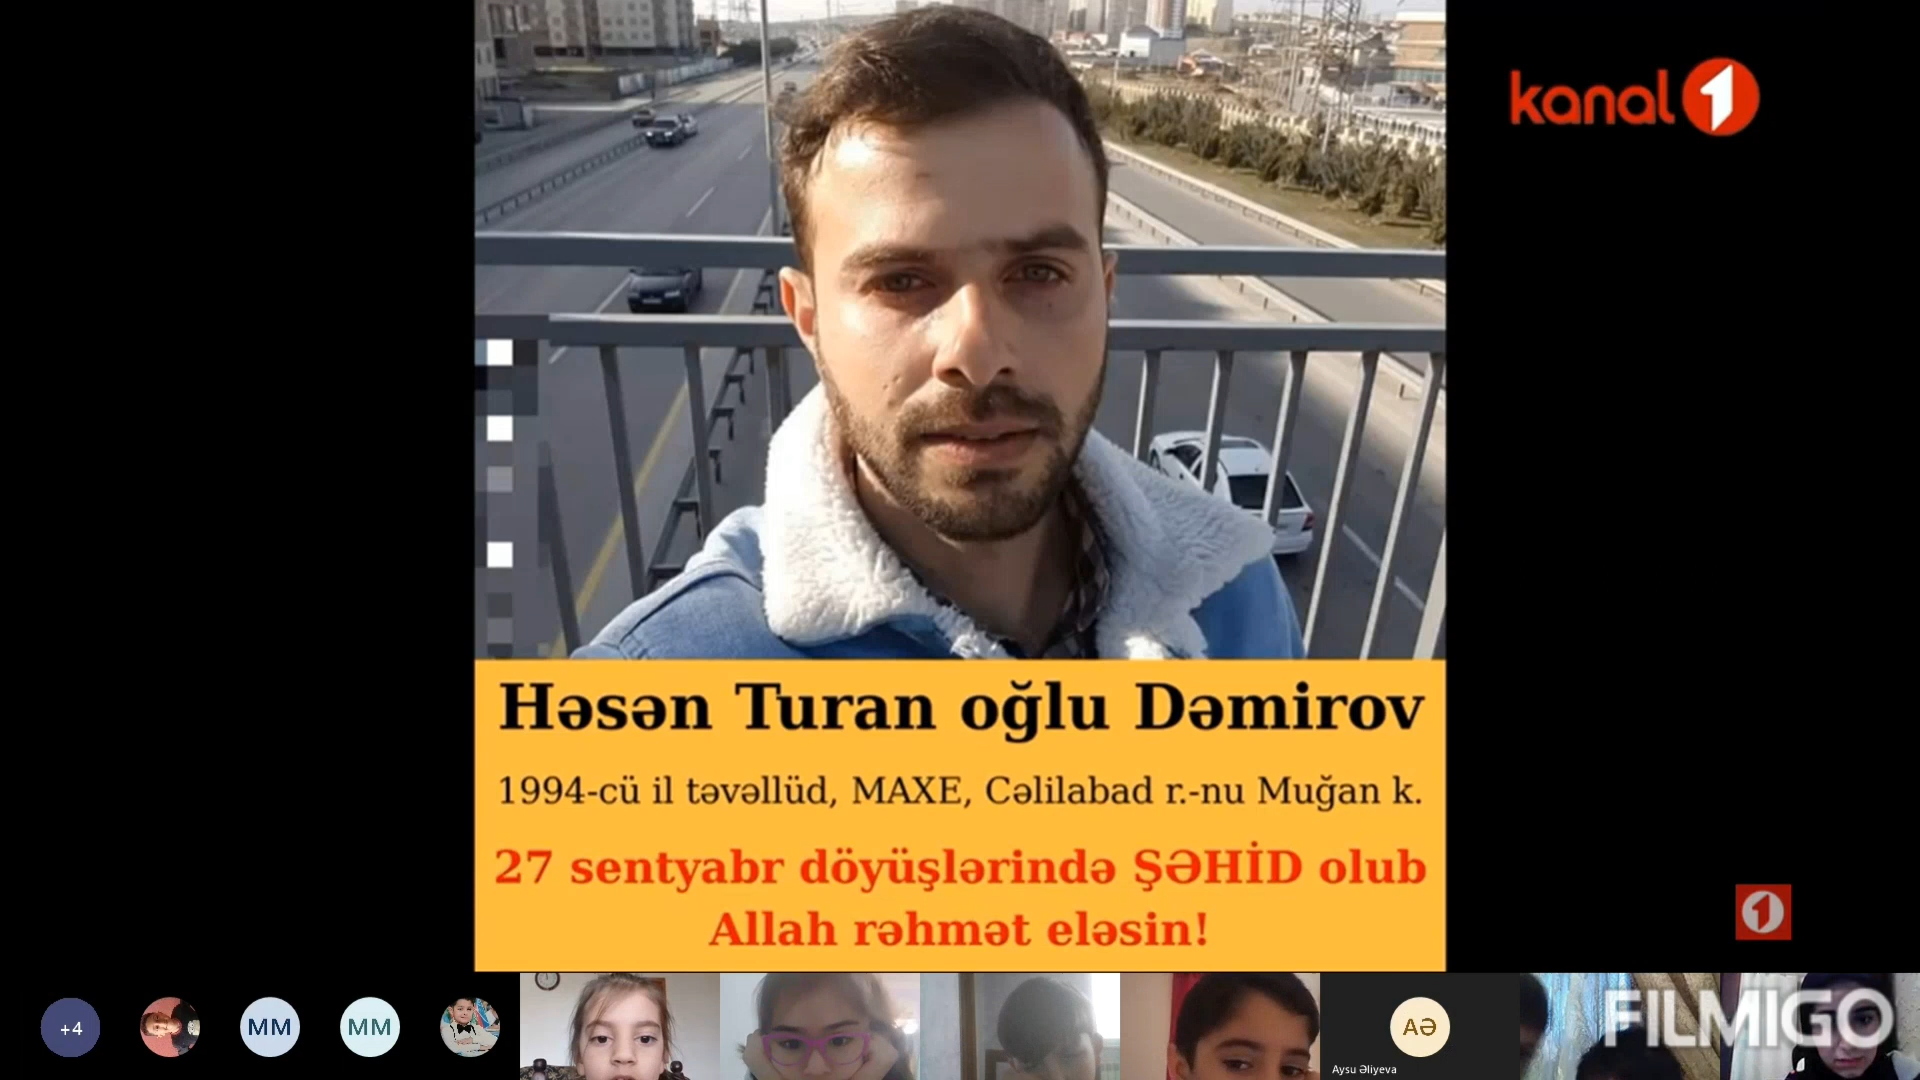 kanal 1
Həsən Turan oğlu Dəmirov
1994-cü il təvəllüd, MAXE, Cəlilabad r.-nu Muğan k.
27 sentyabr döyüşlərində ŞƏHİD olub
Allah rəhmət eləsin!
1
+4
MM
MM
AƏ
Aysu Əliyeva
FILMIGO